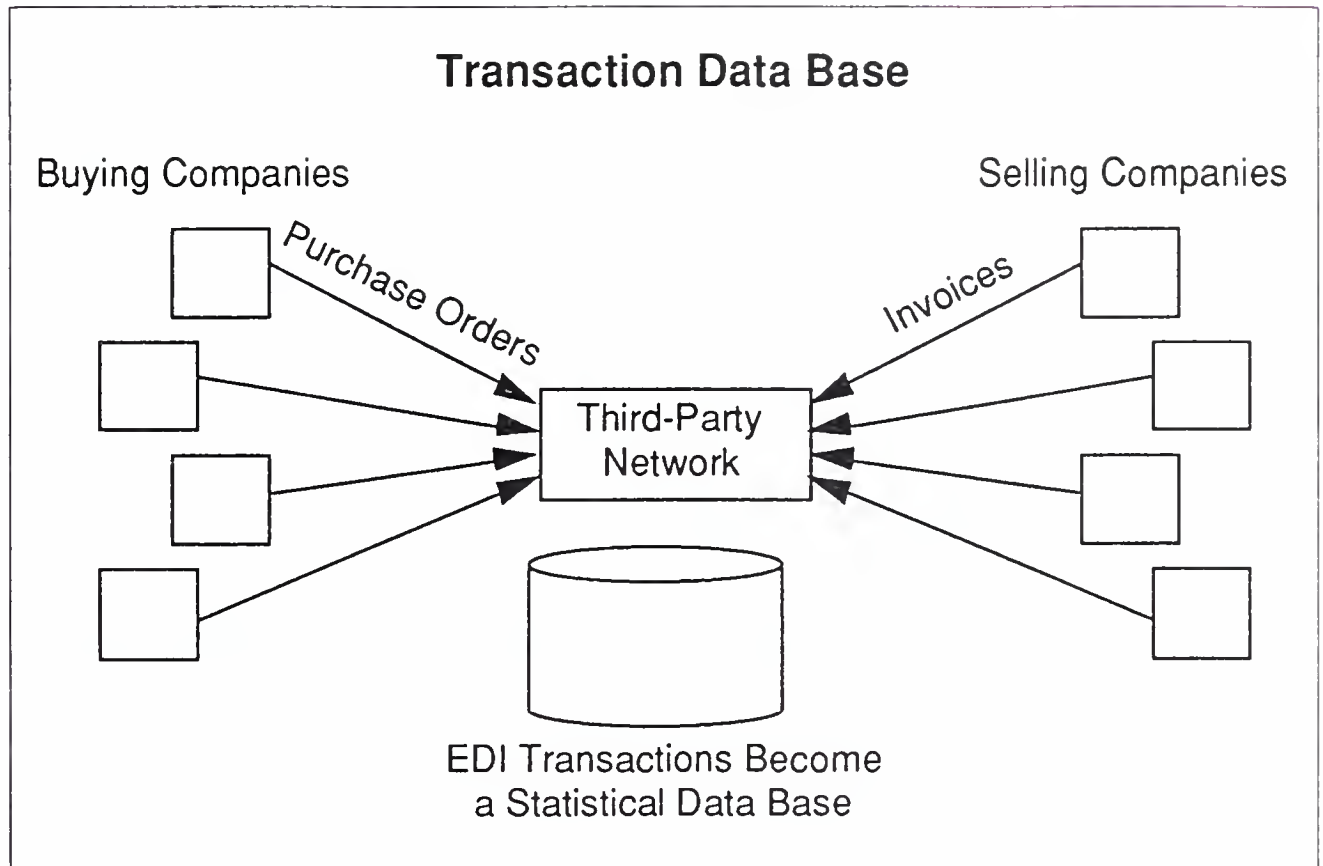 Transaction Data Base
Buying Companies
Selling Companies
Purchase Orders
Invoices
Third-Party
Network
EDI Transactions Become
a Statistical Data Base